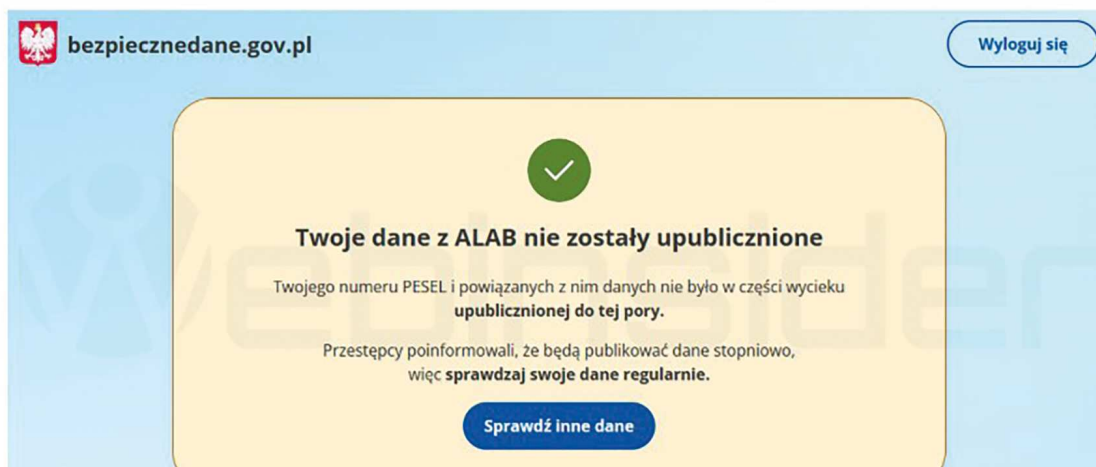 bezpiecznedane.gov.pl
Wyloguj się
Twoje dane z ALAB nie zostały upublicznione
Twojego numeru PESEL i powiązanych z nim danych nie było w części wycieku
upublicznionej do tej pory.
Przestępcy poinformowali, że będą publikować dane stopniowo,
więc sprawdzaj swoje dane regularnie.
Sprawdź inne dane
WebInsider